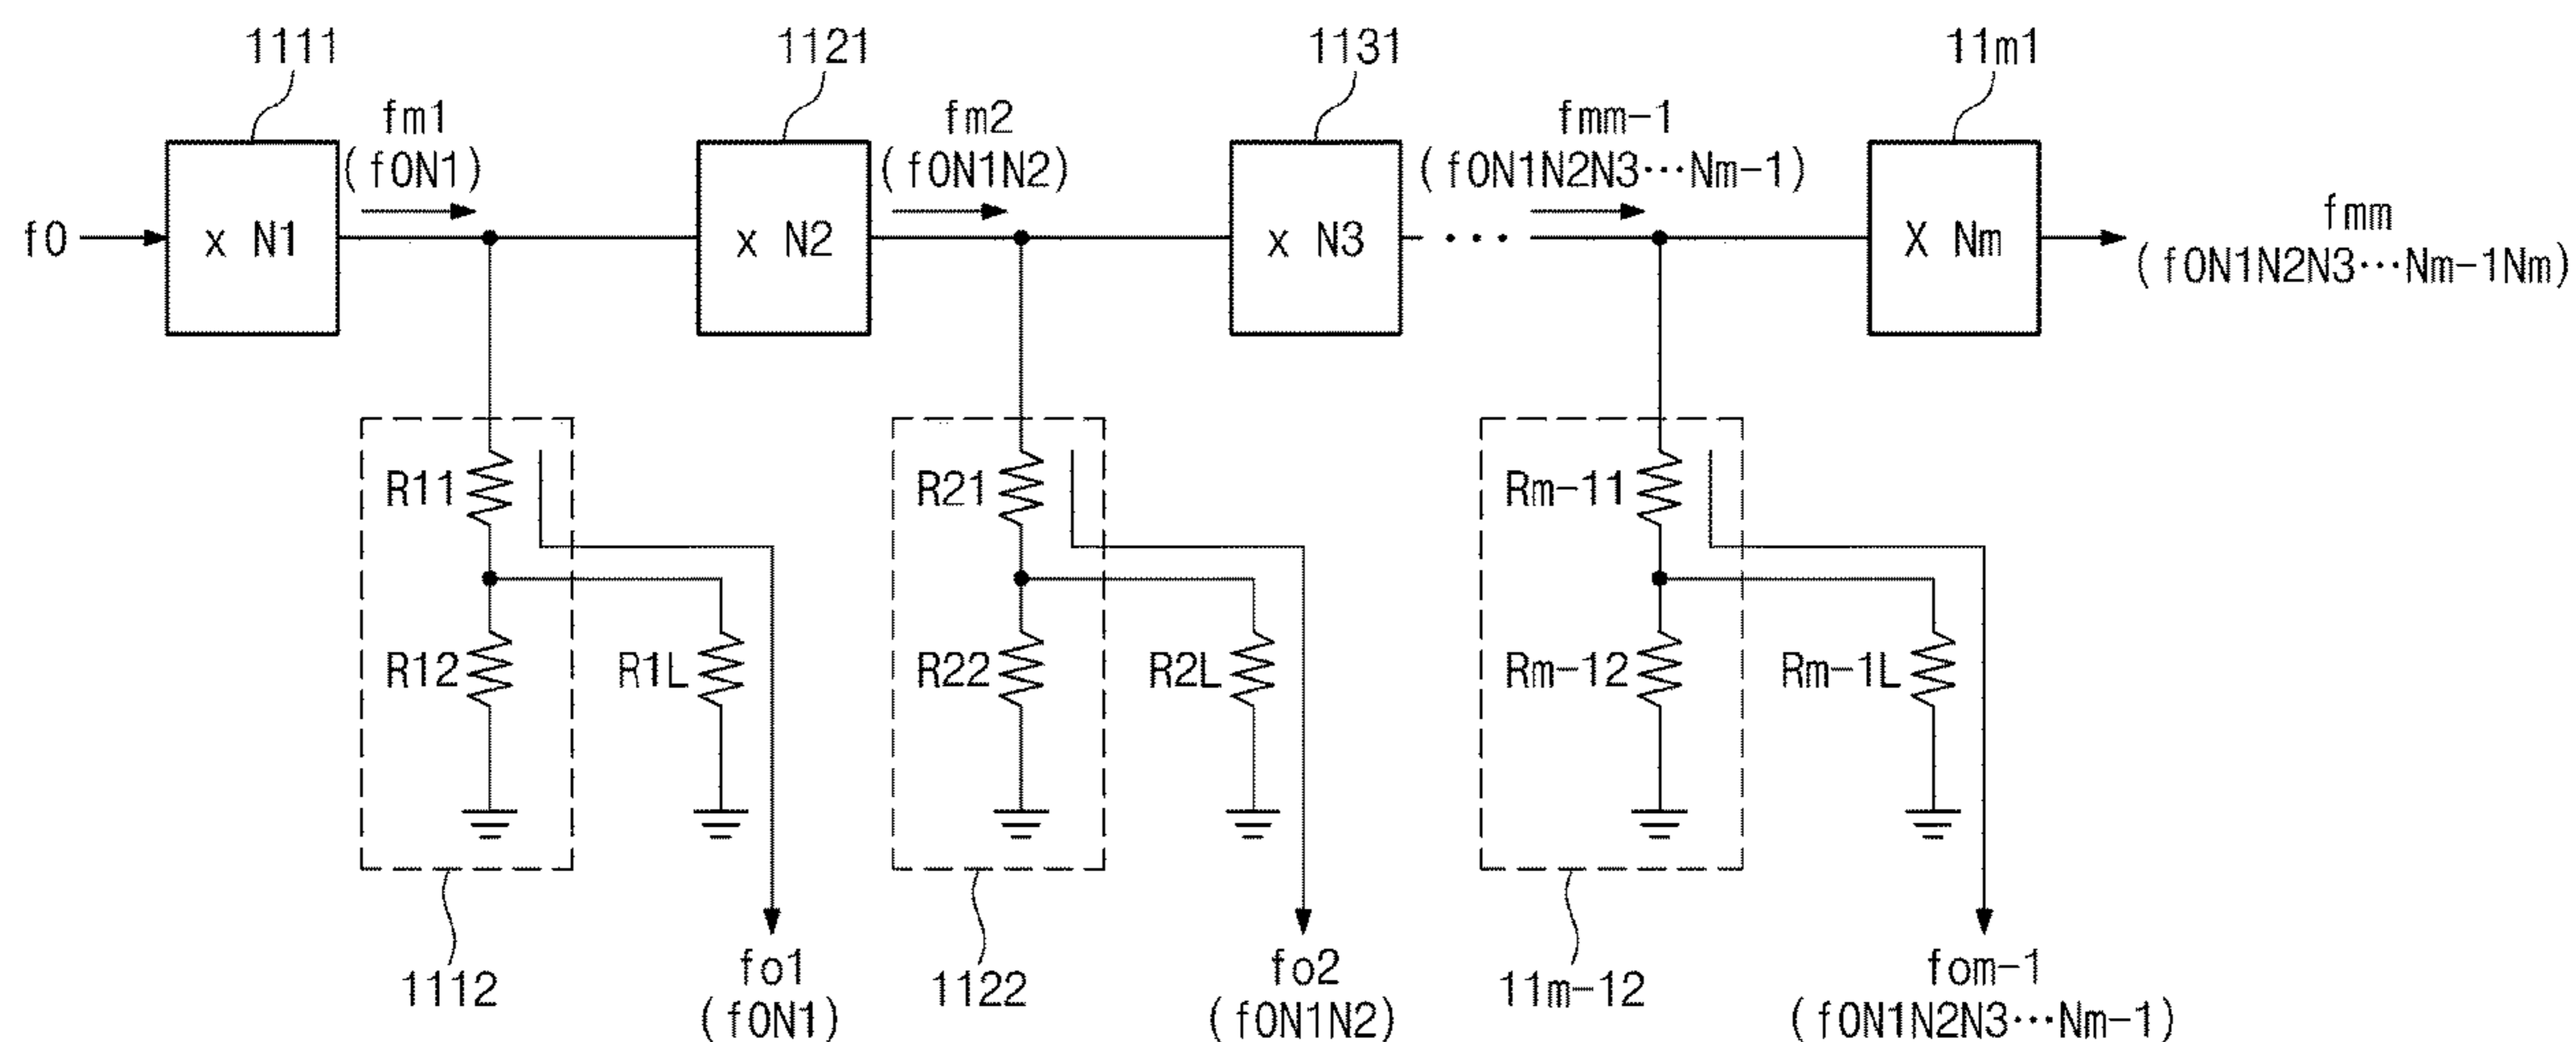 1111
1121
1131
11m1
fm1
(f0N1)
fm2
(f0N1N2)
fmm-1
(f0N1N2N3···Nm-1)
f0
x N1
x N2
x N3
···
X Nm
fmm
(f0N1N2N3···Nm-1Nm)
R11
R21
Rm-11
R12
R1L
R22
R2L
Rm-12
Rm-1L
1112
fo1
(f0N1)
1122
fo2
(f0N1N2)
11m-12
fom-1
(f0N1N2N3···Nm-1)